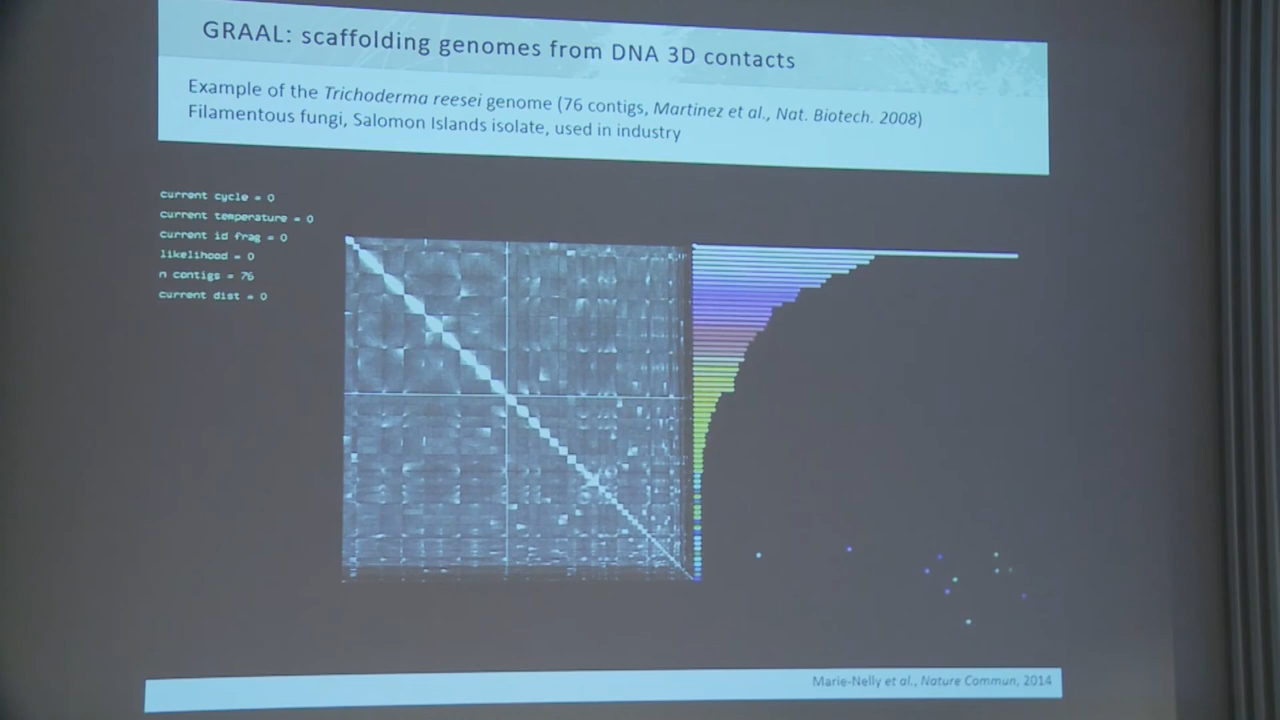 GRAAL: scaffolding genomes from DNA 3D contacts
Example of the Trichoderma reesei genome (76 contigs, Martinez et al., Nat. Biotech. 2008)
Filamentous fungi, Salomon Islands isolate, used in industry
current cycle = 0
current temperature = 0
current id frag = 0
likelihood = 0
n contigs = 76
current dist = 0
Marie-Nelly et al., Nature Commun, 2014